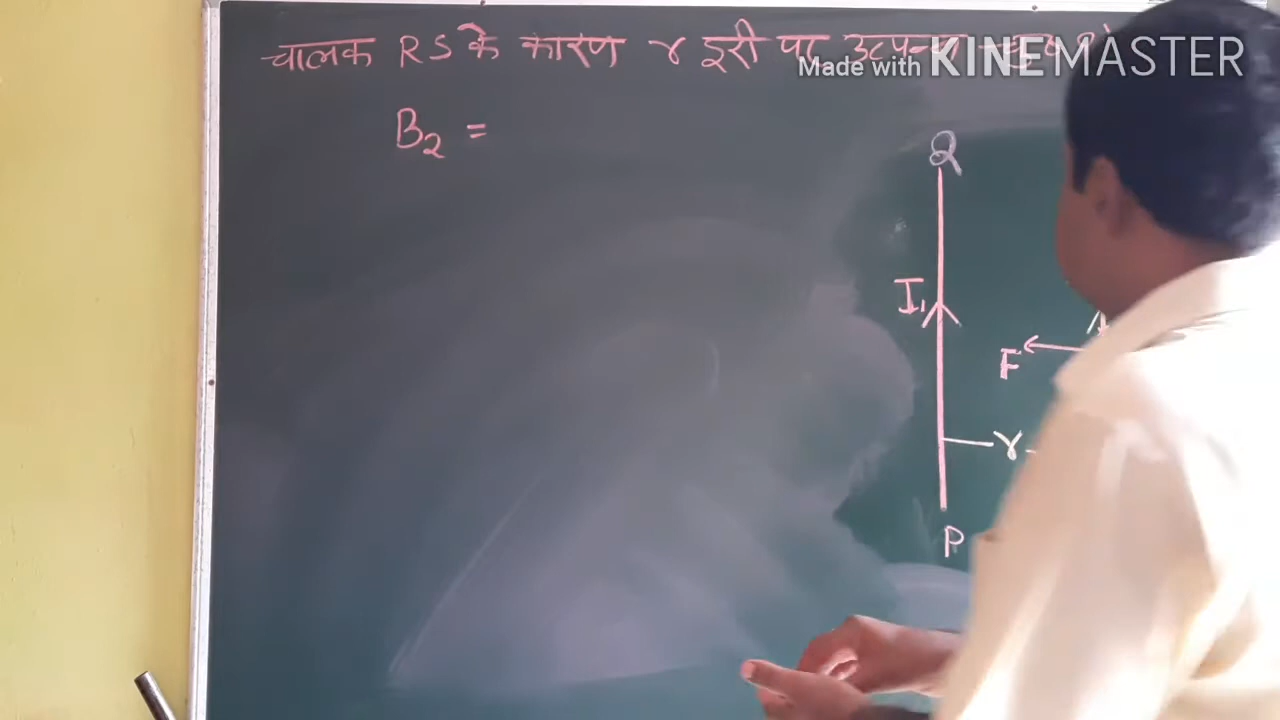 चालक RS के कारण r दूरी पर उत्पन्न
Made with KINEMASTER
B₂ =
Q
I₁
F
r
P